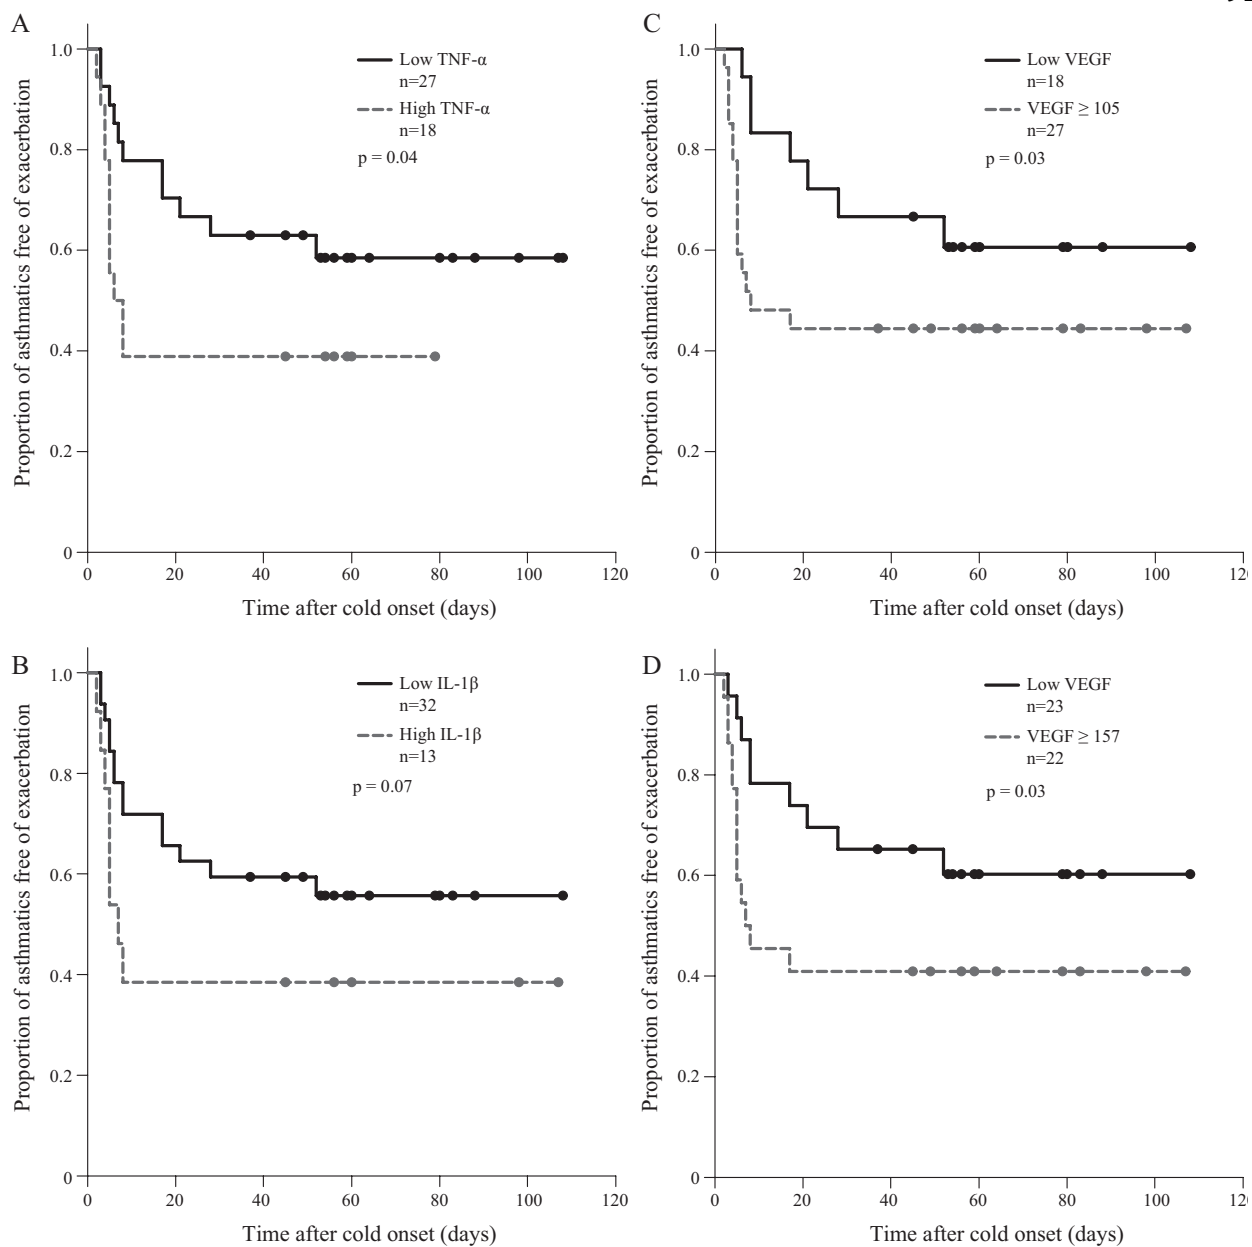 A
Proportion of asthmatics free of exacerbation
1.0
0.8
0.6
0.4
0.2
0
Low TNF-α
n=27
High TNF-α
n=18
p = 0.04
0 20 40 60 80 100 120
Time after cold onset (days)
C
Proportion of asthmatics free of exacerbation
1.0
0.8
0.6
0.4
0.2
0
Low VEGF
n=18
VEGF ≥ 105
n=27
p = 0.03
0 20 40 60 80 100
Time after cold onset (days)
B
Proportion of asthmatics free of exacerbation
1.0
0.8
0.6
0.4
0.2
0
Low IL-1β
n=32
High IL-1β
n=13
p = 0.07
0 20 40 60 80 100 120
Time after cold onset (days)
D
Proportion of asthmatics free of exacerbation
1.0
0.8
0.6
0.4
0.2
0
Low VEGF
n=23
VEGF ≥ 157
n=22
p = 0.03
0 20 40 60 80 100
Time after cold onset (days)